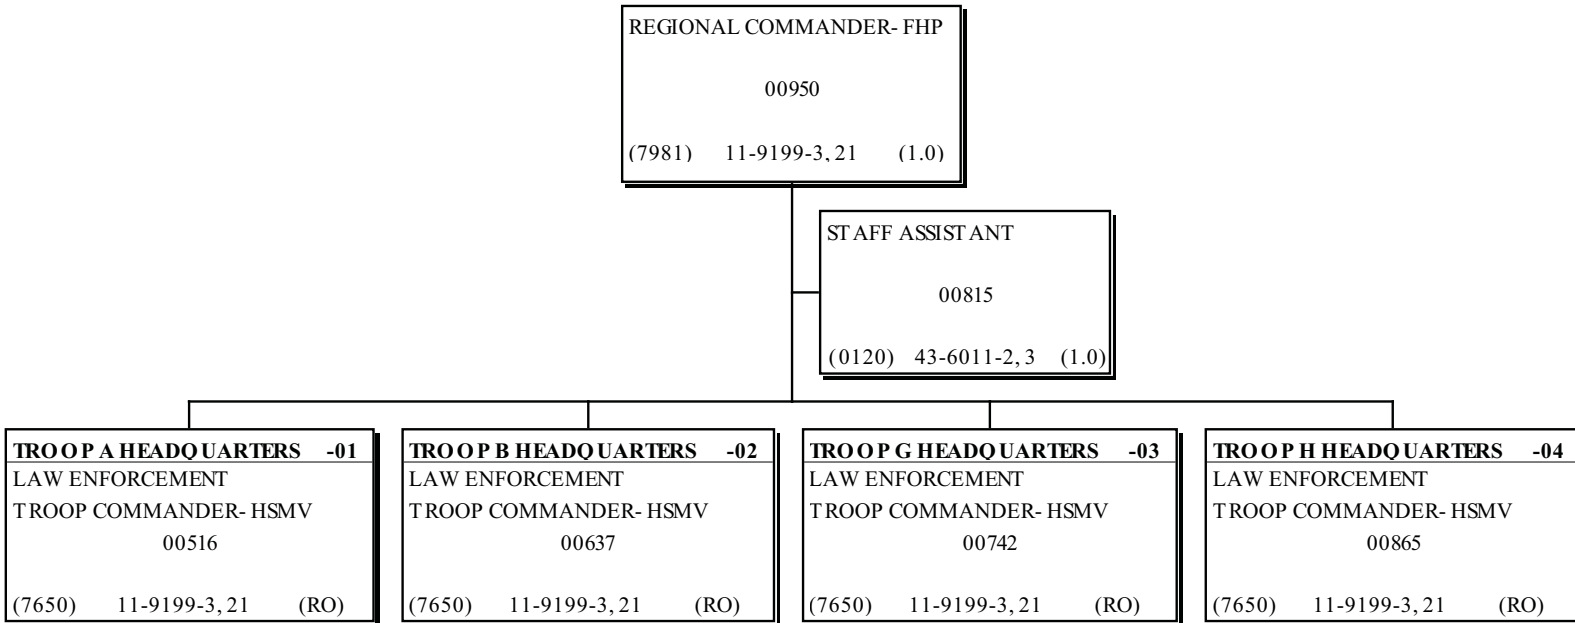 REGIONAL COMMANDER- FHP
00950
(7981) 11-9199-3, 21 (1.0)
STAFF ASSISTANT
00815
(0120) 43-6011-2, 3 (1.0)
TROOP A HEADQUARTERS -01
LAW ENFORCEMENT
TROOP COMMANDER- HSMV
00516
(7650) 11-9199-3, 21 (RO)
TROOP B HEADQUARTERS -02
LAW ENFORCEMENT
TROOP COMMANDER- HSMV
00637
(7650) 11-9199-3, 21 (RO)
TROOP G HEADQUARTERS -03
LAW ENFORCEMENT
TROOP COMMANDER- HSMV
00742
(7650) 11-9199-3, 21 (RO)
TROOP H HEADQUARTERS -04
LAW ENFORCEMENT
TROOP COMMANDER- HSMV
00865
(7650) 11-9199-3, 21 (RO)